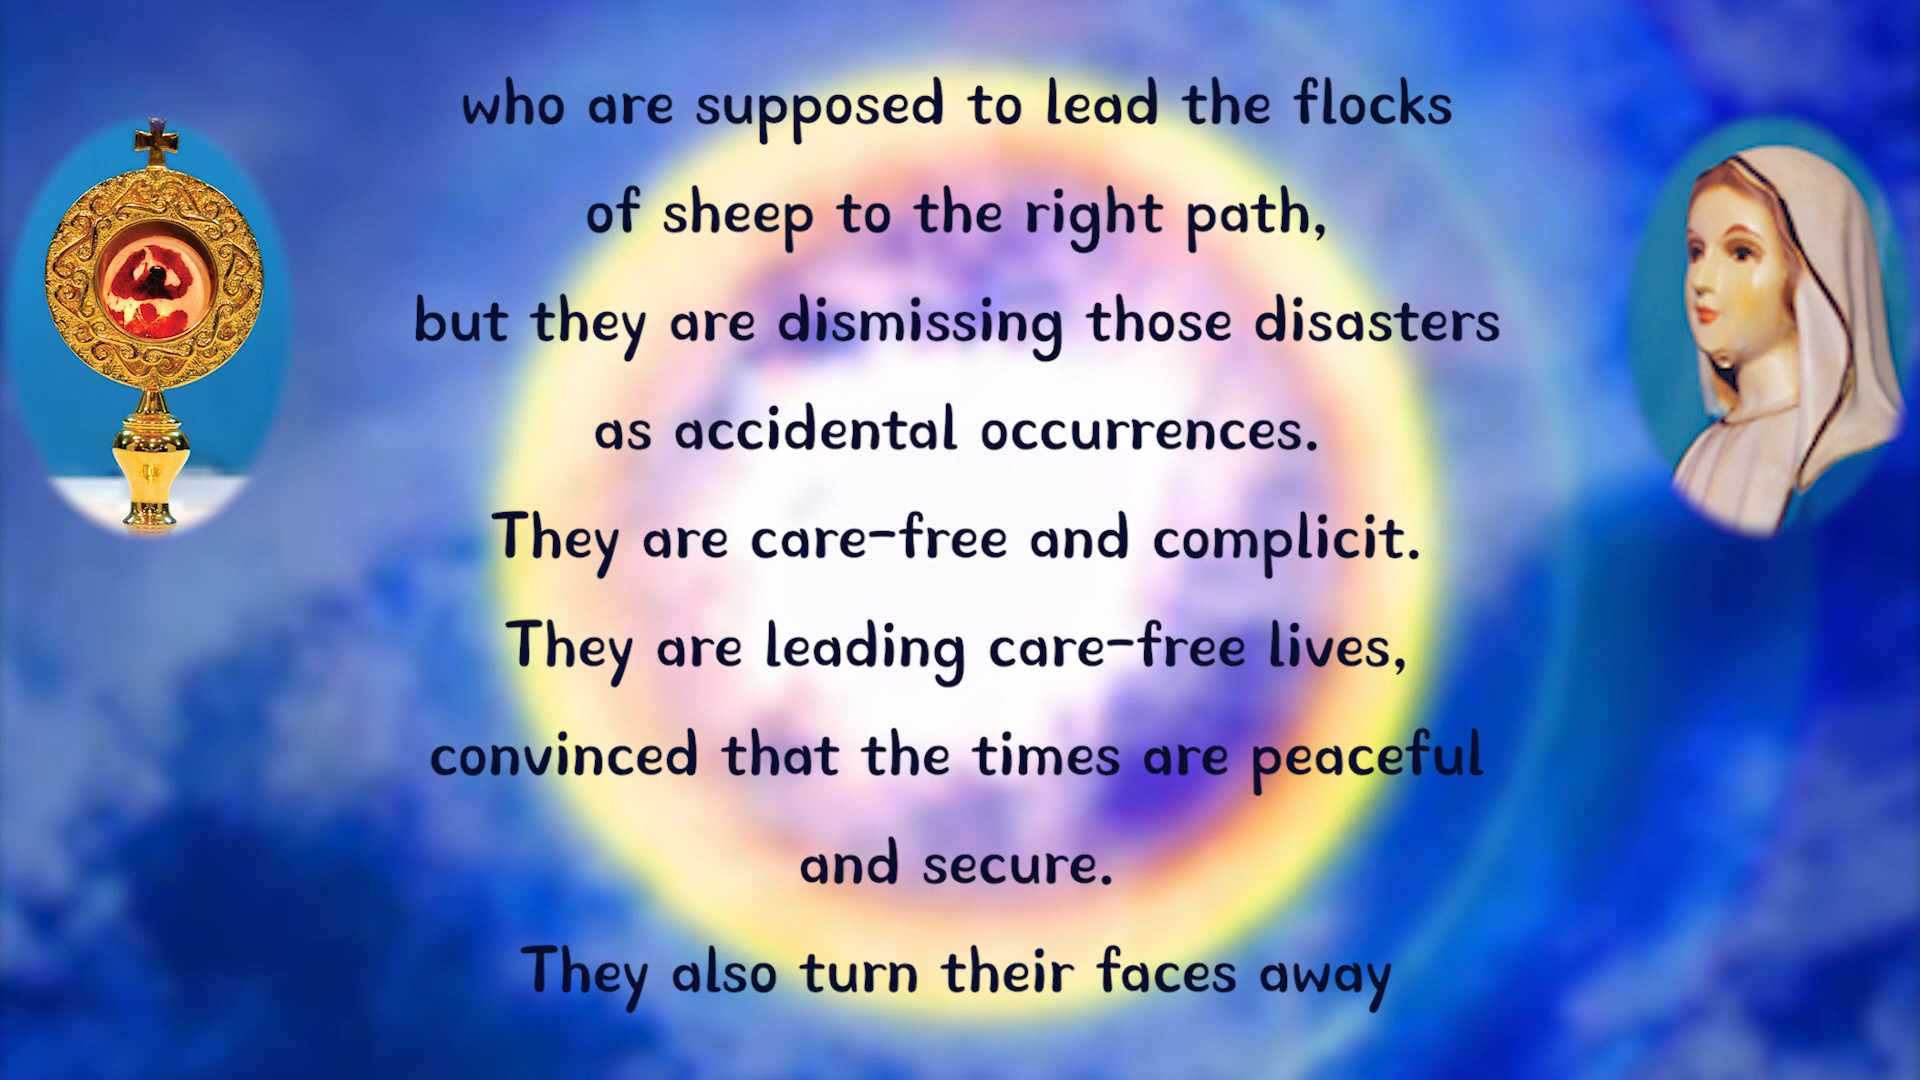 who are supposed to lead the flocks
of sheep to the right path,
but they are dismissing those disasters
as accidental occurrences.
They are care-free and complicit.
They are leading care-free lives,
convinced that the times are peaceful
and secure.
They also turn their faces away